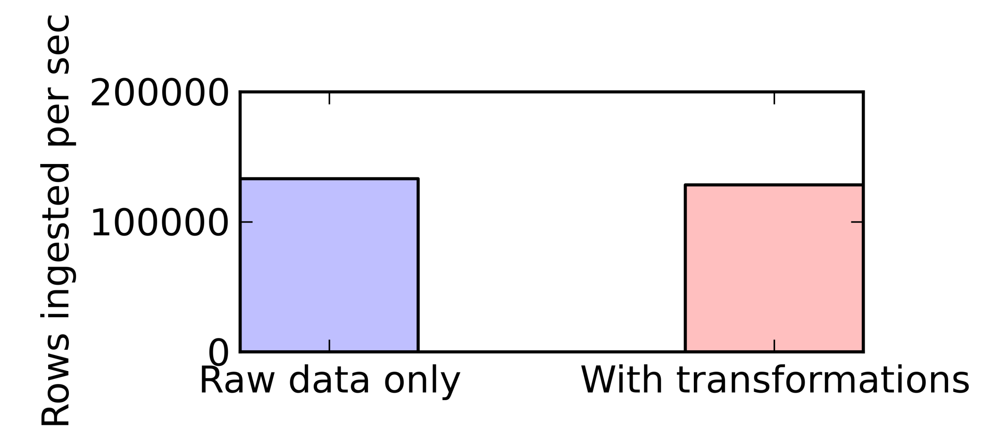 Rows ingested per sec
200000
100000
0
Raw data only
With transformations